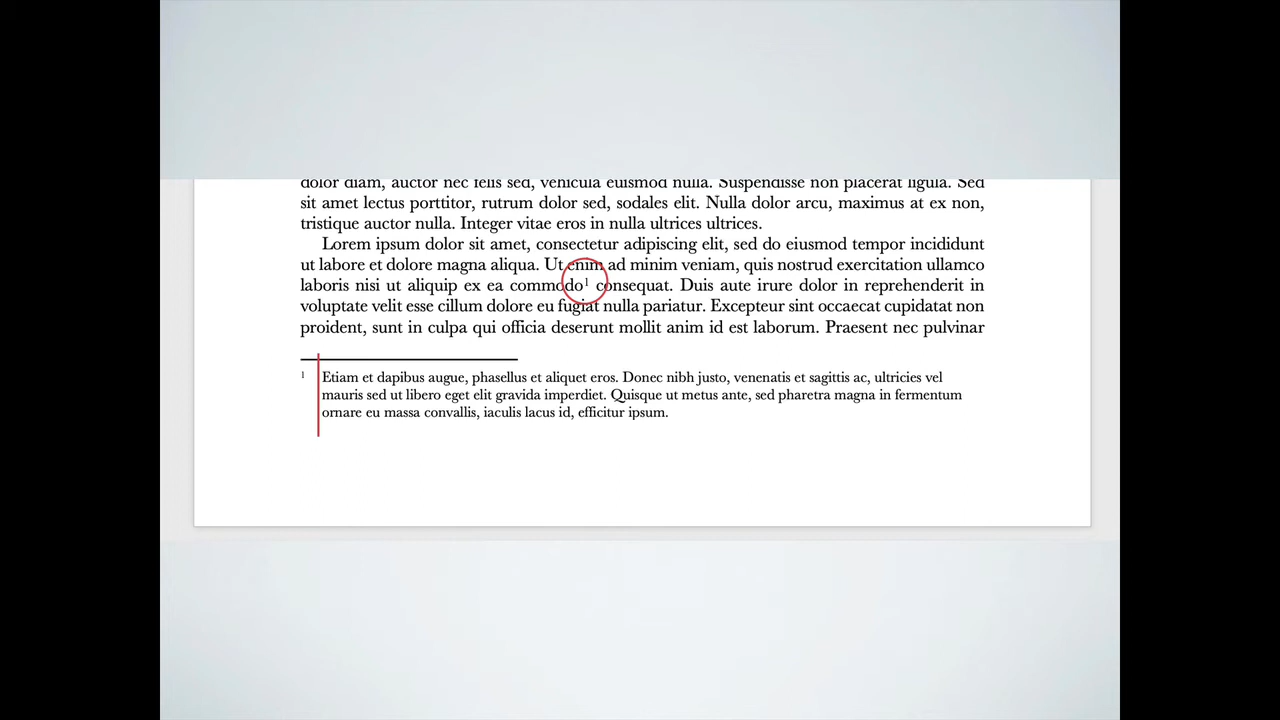 dolor diam, auctor nec felis sed, vehicula euismod nulla. Suspendisse non placerat ligula. Sed
sit amet lectus porttitor, rutrum dolor sed, sodales elit. Nulla dolor arcu, maximus at ex non,
tristique auctor nulla. Integer vitae eros in nulla ultrices ultrices.
Lorem ipsum dolor sit amet, consectetur adipiscing elit, sed do eiusmod tempor incididunt
ut labore et dolore magna aliqua. Ut enim ad minim veniam, quis nostrud exercitation ullamco
laboris nisi ut aliquip ex ea commodo¹ consequat. Duis aute irure dolor in reprehenderit in
voluptate velit esse cillum dolore eu fugiat nulla pariatur. Excepteur sint occaecat cupidatat non
proident, sunt in culpa qui officia deserunt mollit anim id est laborum. Praesent nec pulvinar
¹ Etiam et dapibus augue, phasellus et aliquet eros. Donec nibh justo, venenatis et sagittis ac, ultricies vel
mauris sed ut libero eget elit gravida imperdiet. Quisque ut metus ante, sed pharetra magna in fermentum
ornare eu massa convallis, iaculis lacus id, efficitur ipsum.